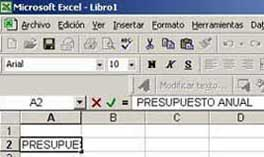 Microsoft Excel - Libro1
Archivo Edición Ver Insertar Formato Herramientas Dat
Arial 10 N K
Modificar texto...
A2 = PRESUPUESTO ANUAL
A B C D
1
2 PRESUPUE